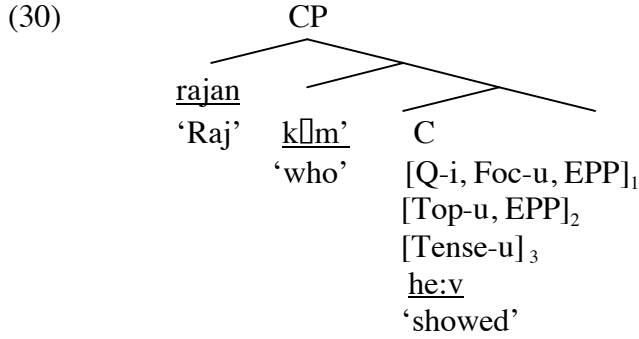 (30) CP
rajan
‘Raj’ k▯m’ C
‘who’ [Q-i, Foc-u, EPP]₁
[Top-u, EPP]₂
[Tense-u]₃
he:v
‘showed’